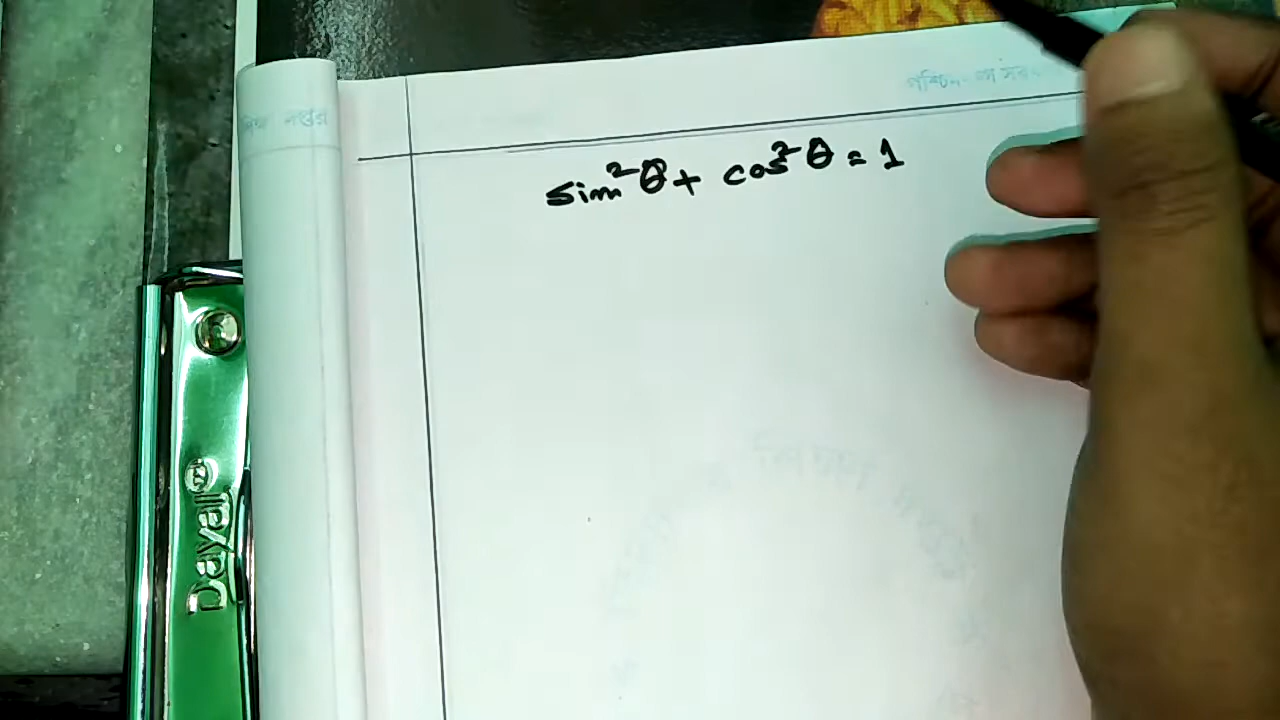 sin²θ + cos²θ = 1
Dayal